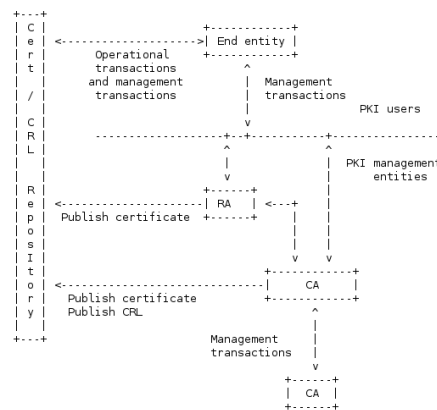 Cert / CRL Repository
End entity
Operational
transactions
and management
transactions
Management
transactions
PKI users
PKI management
entities
RA
Publish certificate
CA
Publish certificate
Publish CRL
Management
transactions
CA